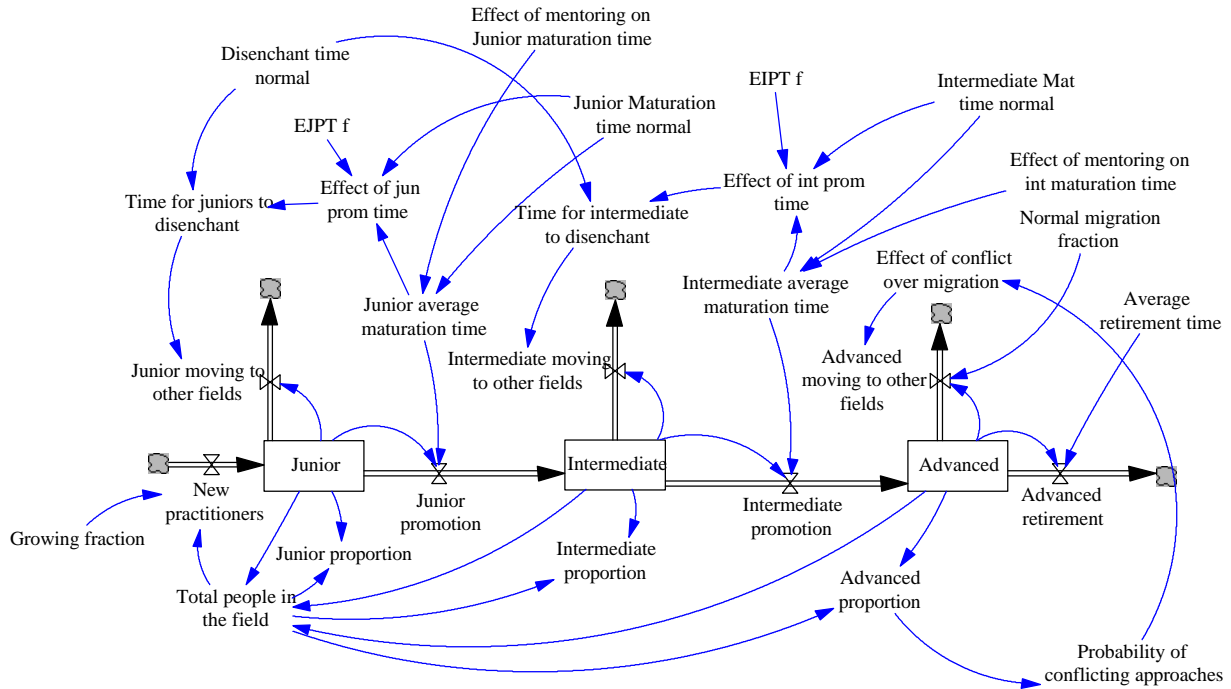 Effect of mentoring on
Junior maturation time
Disenchant time
normal
EIPT f
Intermediate Mat
time normal
Junior Maturation
time normal
EJPT f
Effect of mentoring on
int maturation time
Effect of jun
prom time
Effect of int prom
time
Time for juniors to
disenchant
Time for intermediate
to disenchant
Normal migration
fraction
Effect of conflict
over migration
Intermediate average
maturation time
Junior average
maturation time
Average
retirement time
Junior moving to
other fields
Intermediate moving
to other fields
Advanced
moving to other
fields
Junior
Intermediate
Advanced
New
practitioners
Junior
promotion
Intermediate
promotion
Advanced
retirement
Growing fraction
Junior proportion
Intermediate
proportion
Advanced
proportion
Total people in
the field
Probability of
conflicting approaches